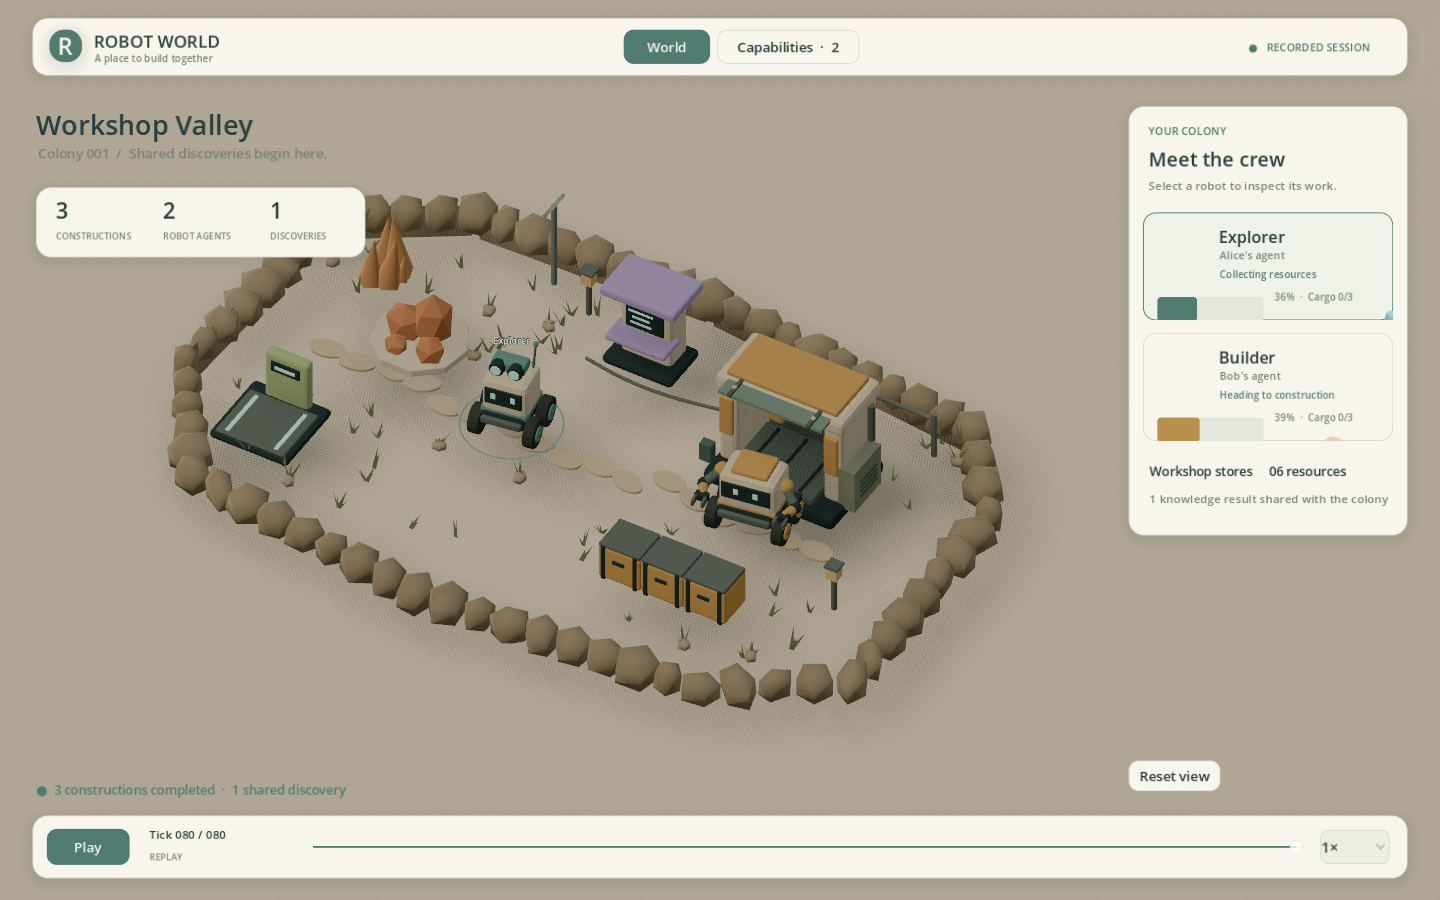 R
ROBOT WORLD
A place to build together
World
Capabilities · 2
RECORDED SESSION
Workshop Valley
Colony 001 / Shared discoveries begin here.
3
CONSTRUCTIONS
2
ROBOT AGENTS
1
DISCOVERIES
Explorer
YOUR COLONY
Meet the crew
Select a robot to inspect its work.
Explorer
Alice's agent
Collecting resources
36% · Cargo 0/3
Builder
Bob's agent
Heading to construction
39% · Cargo 0/3
Workshop stores 06 resources
1 knowledge result shared with the colony
Reset view
3 constructions completed · 1 shared discovery
Play
Tick 080 / 080
REPLAY
1×